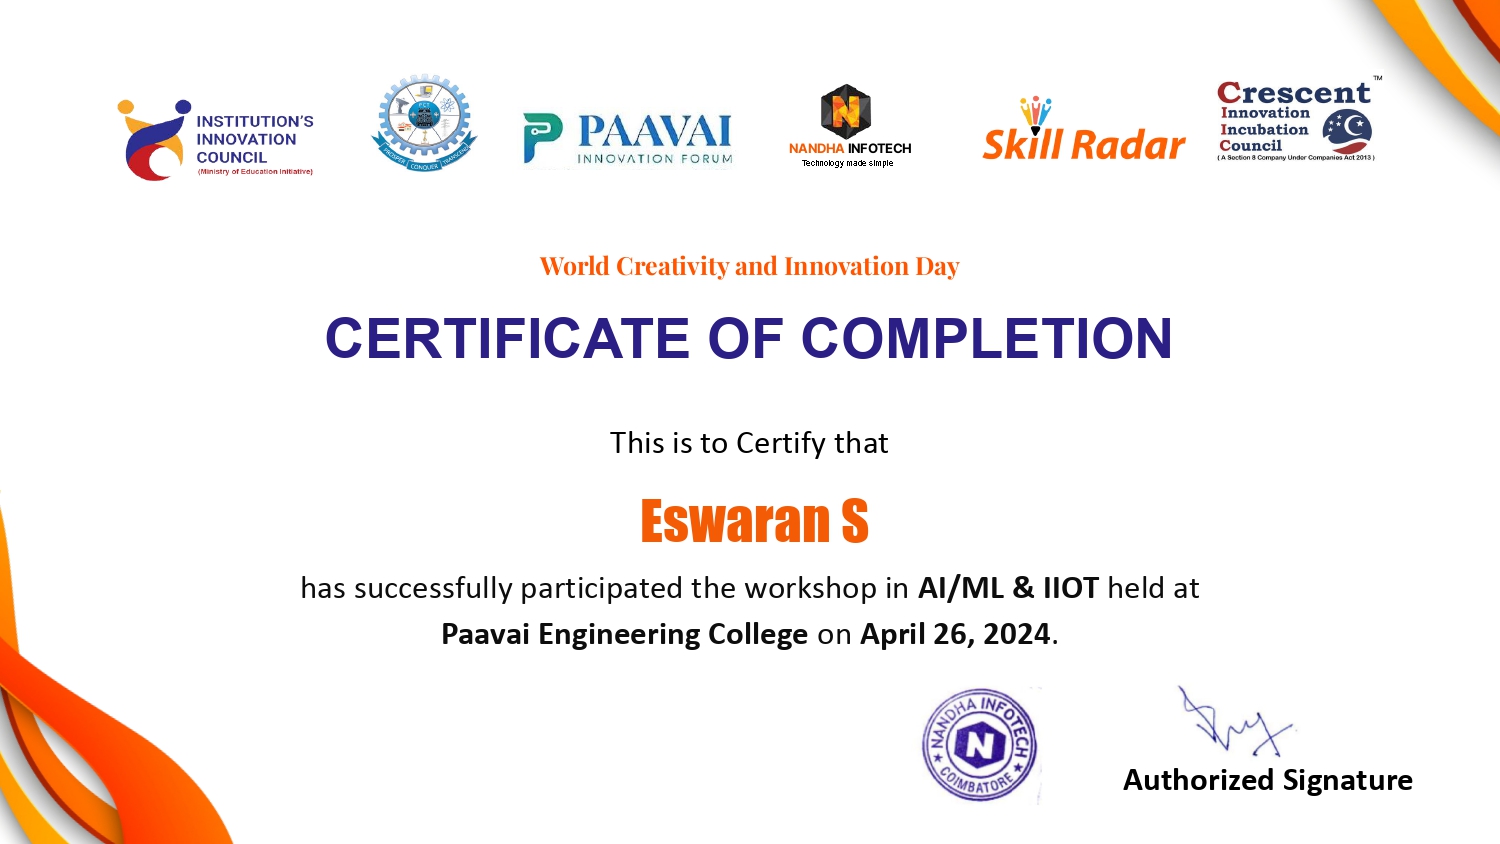 INSTITUTION'S
INNOVATION
COUNCIL
(Ministry of Education Initiative)
PROSPER CONQUER TRANSCEND
PAAVAI
INNOVATION FORUM
N
NANDHA INFOTECH
Technology made simple
Skill Radar
Crescent TM
Innovation
Incubation
Council
( A Section 8 Company Under Companies Act 2013 )
World Creativity and Innovation Day
CERTIFICATE OF COMPLETION
This is to Certify that
Eswaran S
has successfully participated the workshop in AI/ML & IIOT held at
Paavai Engineering College on April 26, 2024.
NANDHA INFOTECH
N
COIMBATORE
Authorized Signature